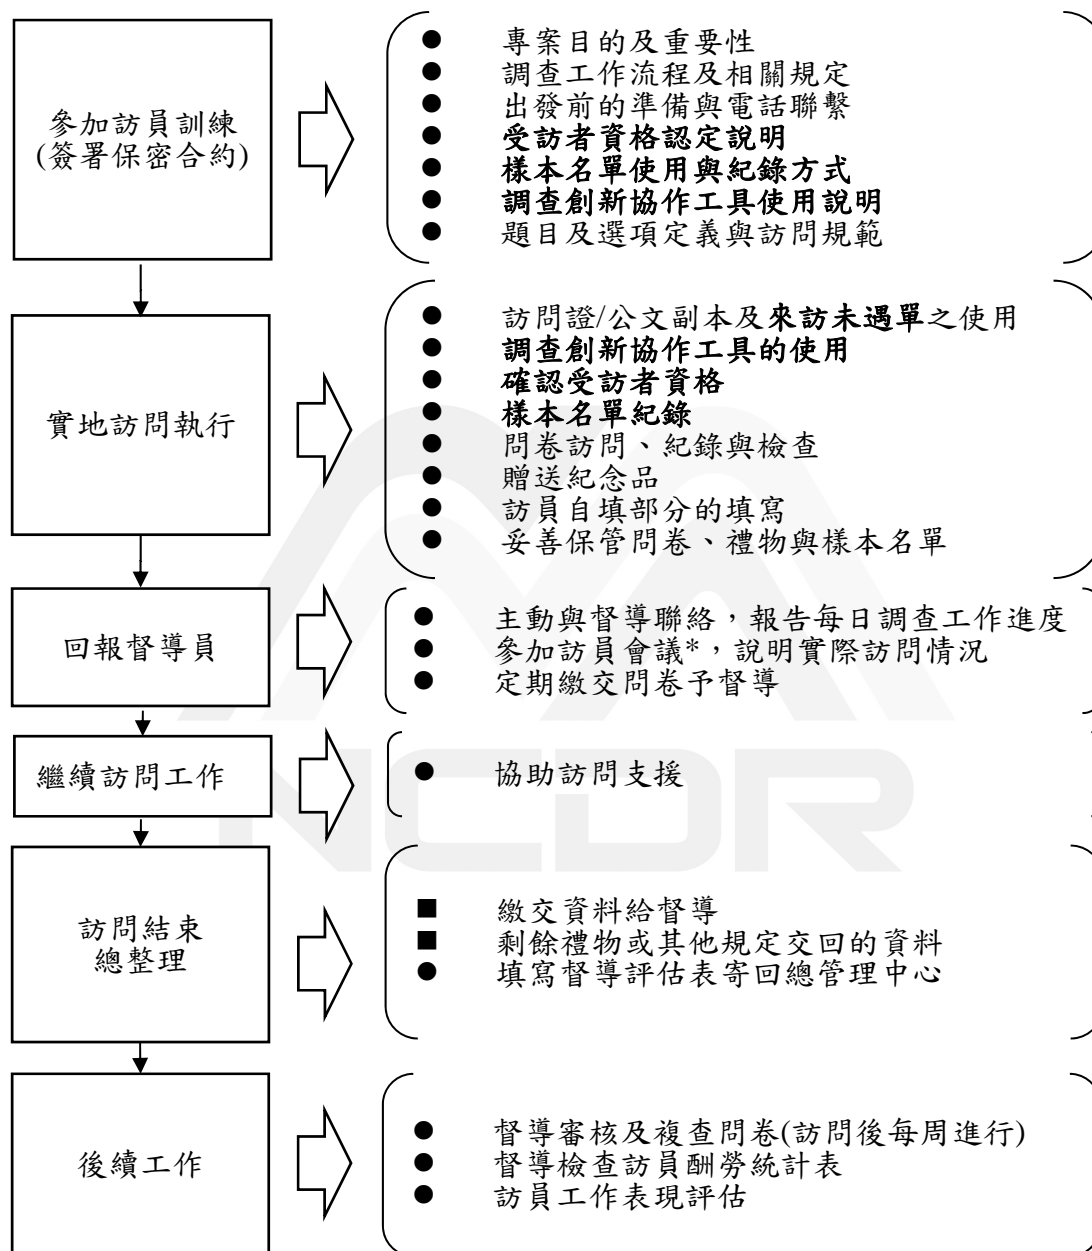 參加訪員訓練
(簽署保密合約)
● 專案目的及重要性
● 調查工作流程及相關規定
● 出發前的準備與電話聯繫
● 受訪者資格認定說明
● 樣本名單使用與紀錄方式
● 調查創新協作工具使用說明
● 題目及選項定義與訪問規範
實地訪問執行
● 訪問證/公文副本及來訪未遇單之使用
● 調查創新協作工具的使用
● 確認受訪者資格
● 樣本名單紀錄
● 問卷訪問、紀錄與檢查
● 贈送紀念品
● 訪員自填部分的填寫
● 妥善保管問卷、禮物與樣本名單
回報督導員
● 主動與督導聯絡，報告每日調查工作進度
● 參加訪員會議*，說明實際訪問情況
● 定期繳交問卷予督導
繼續訪問工作
● 協助訪問支援
NCDR
訪問結束
總整理
■ 繳交資料給督導
■ 剩餘禮物或其他規定交回的資料
● 填寫督導評估表寄回總管理中心
後續工作
● 督導審核及複查問卷(訪問後每周進行)
● 督導檢查訪員酬勞統計表
● 訪員工作表現評估